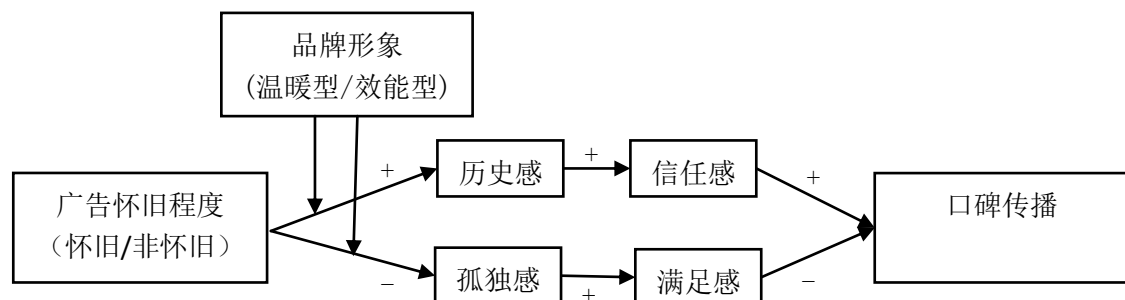 品牌形象
(温暖型/效能型)
+
历史感
+
信任感
+
广告怀旧程度
（怀旧/非怀旧）
口碑传播
−
孤独感
+
满足感
−